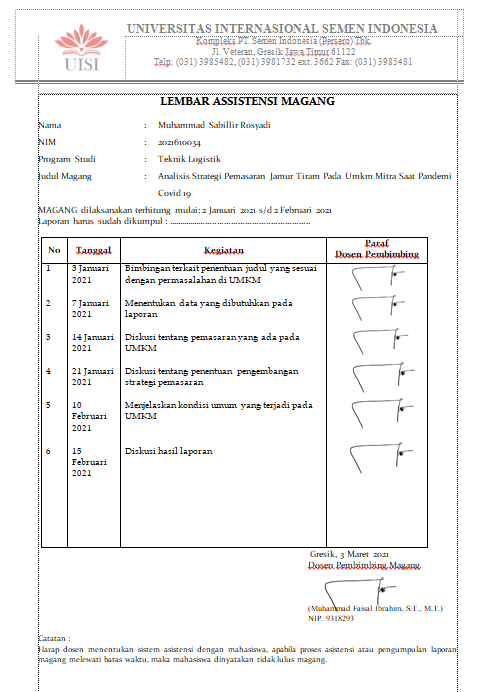 UISI
UNIVERSITAS INTERNASIONAL SEMEN INDONESIA
Kompleks PT. Semen Indonesia (Persero) Tbk.
Jl. Veteran, Gresik Jawa Timur 61122
Telp: (031) 3985482, (031) 3981732 ext. 3662 Fax: (031) 3985481
LEMBAR ASSISTENSI MAGANG
Nama : Muhammad Sabillir Rosyadi
NIM : 2021610034
Program Studi : Teknik Logistik
Judul Magang : Analisis Strategi Pemasaran Jamur Tiram Pada Umkm Mitra Saat Pandemi
Covid 19
MAGANG dilaksanakan terhitung mulai: 2 Januari 2021 s/d 2 Februari 2021
Laporan harus sudah dikumpul : ............................................................
No Tanggal Kegiatan Paraf
Dosen Pembimbing
1 3 Januari Bimbingan terkait penentuan judul yang sesuai
2021 dengan permasalahan di UMKM
2 7 Januari Menentukan data yang dibutuhkan pada
2021 laporan
3 14 Januari Diskusi tentang pemasaran yang ada pada
2021 UMKM
4 21 Januari Diskusi tentang penentuan pengembangan
2021 strategi pemasaran
5 10 Menjelaskan kondisi umum yang terjadi pada
Februari UMKM
2021
6 15 Diskusi hasil laporan
Februari
2021
Gresik, 3 Maret 2021
Dosen Pembimbing Magang
(Muhammad Faisal Ibrahim, S.T., M.T.)
NIP. 9318293
Catatan :
Harap dosen menentukan sistem asistensi dengan mahasiswa, apabila proses asistensi atau pengumpulan laporan
magang melewati batas waktu, maka mahasiswa dinyatakan tidak lulus magang.